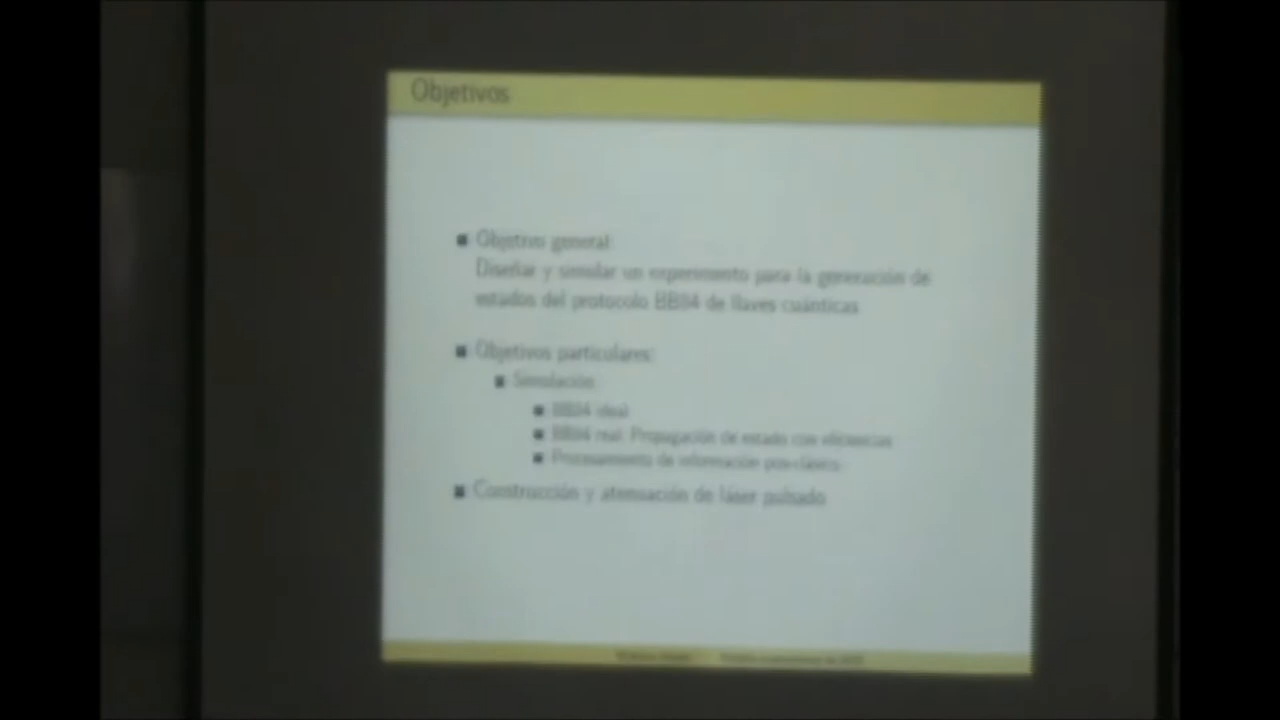 Objetivos
Objetivo general:
Diseñar y simular un experimento para la generación de
estados del protocolo BB84 de llaves cuánticas
Objetivos particulares:
Simulación
BB84 ideal
BB84 real: Propagación de estado con eficiencias
Procesamiento de información pos-clásico
Construcción y atenuación de láser pulsado